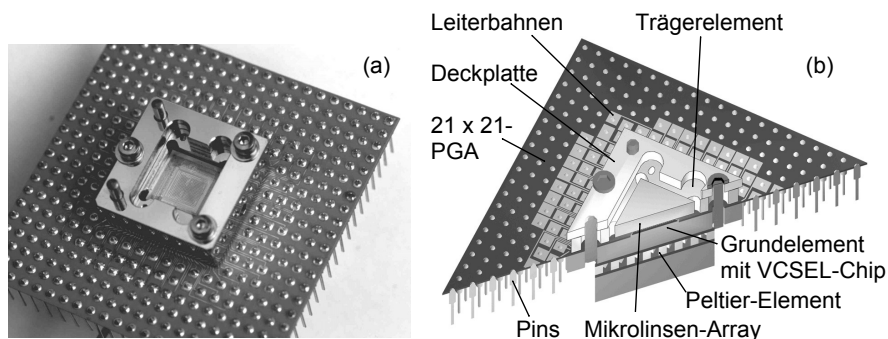 (a)
Leiterbahnen
Trägerelement
(b)
Deckplatte
21 x 21-
PGA
Grundelement
mit VCSEL-Chip
Peltier-Element
Pins
Mikrolinsen-Array